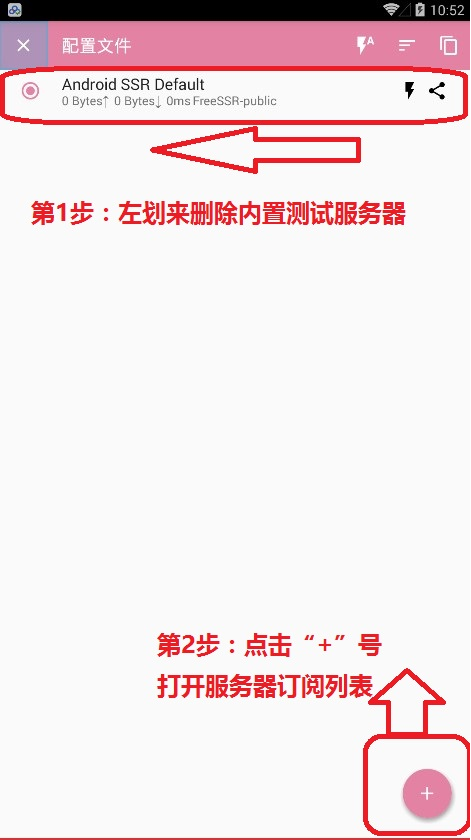 10:52
配置文件
Android SSR Default
0 Bytes↑ 0 Bytes↓ 0ms FreeSSR-public
第1步：左划来删除内置测试服务器
第2步：点击“+”号
打开服务器订阅列表